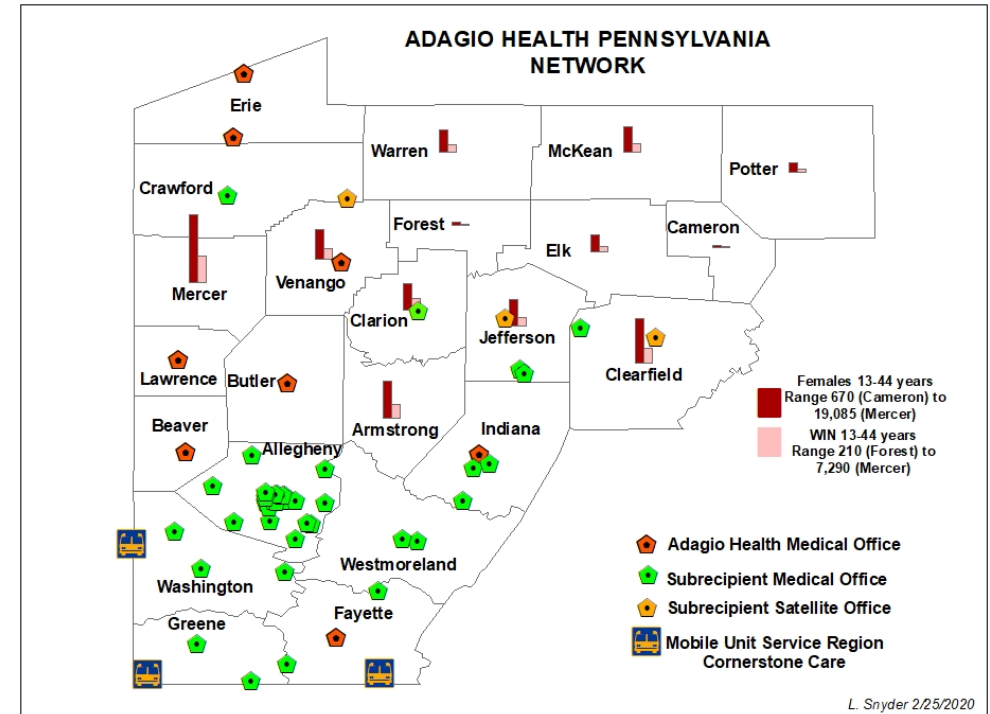 ADAGIO HEALTH PENNSYLVANIA
NETWORK
Erie
Warren
McKean
Potter
Crawford
Forest
Cameron
Elk
Venango
Mercer
Clarion
Jefferson
Clearfield
Lawrence
Butler
Armstrong
Indiana
Beaver
Allegheny
Westmoreland
Washington
Fayette
Greene
Females 13-44 years
Range 670 (Cameron) to
19,085 (Mercer)
WIN 13-44 years
Range 210 (Forest) to
7,290 (Mercer)
Adagio Health Medical Office
Subrecipient Medical Office
Subrecipient Satellite Office
Mobile Unit Service Region
Cornerstone Care
L. Snyder 2/25/2020